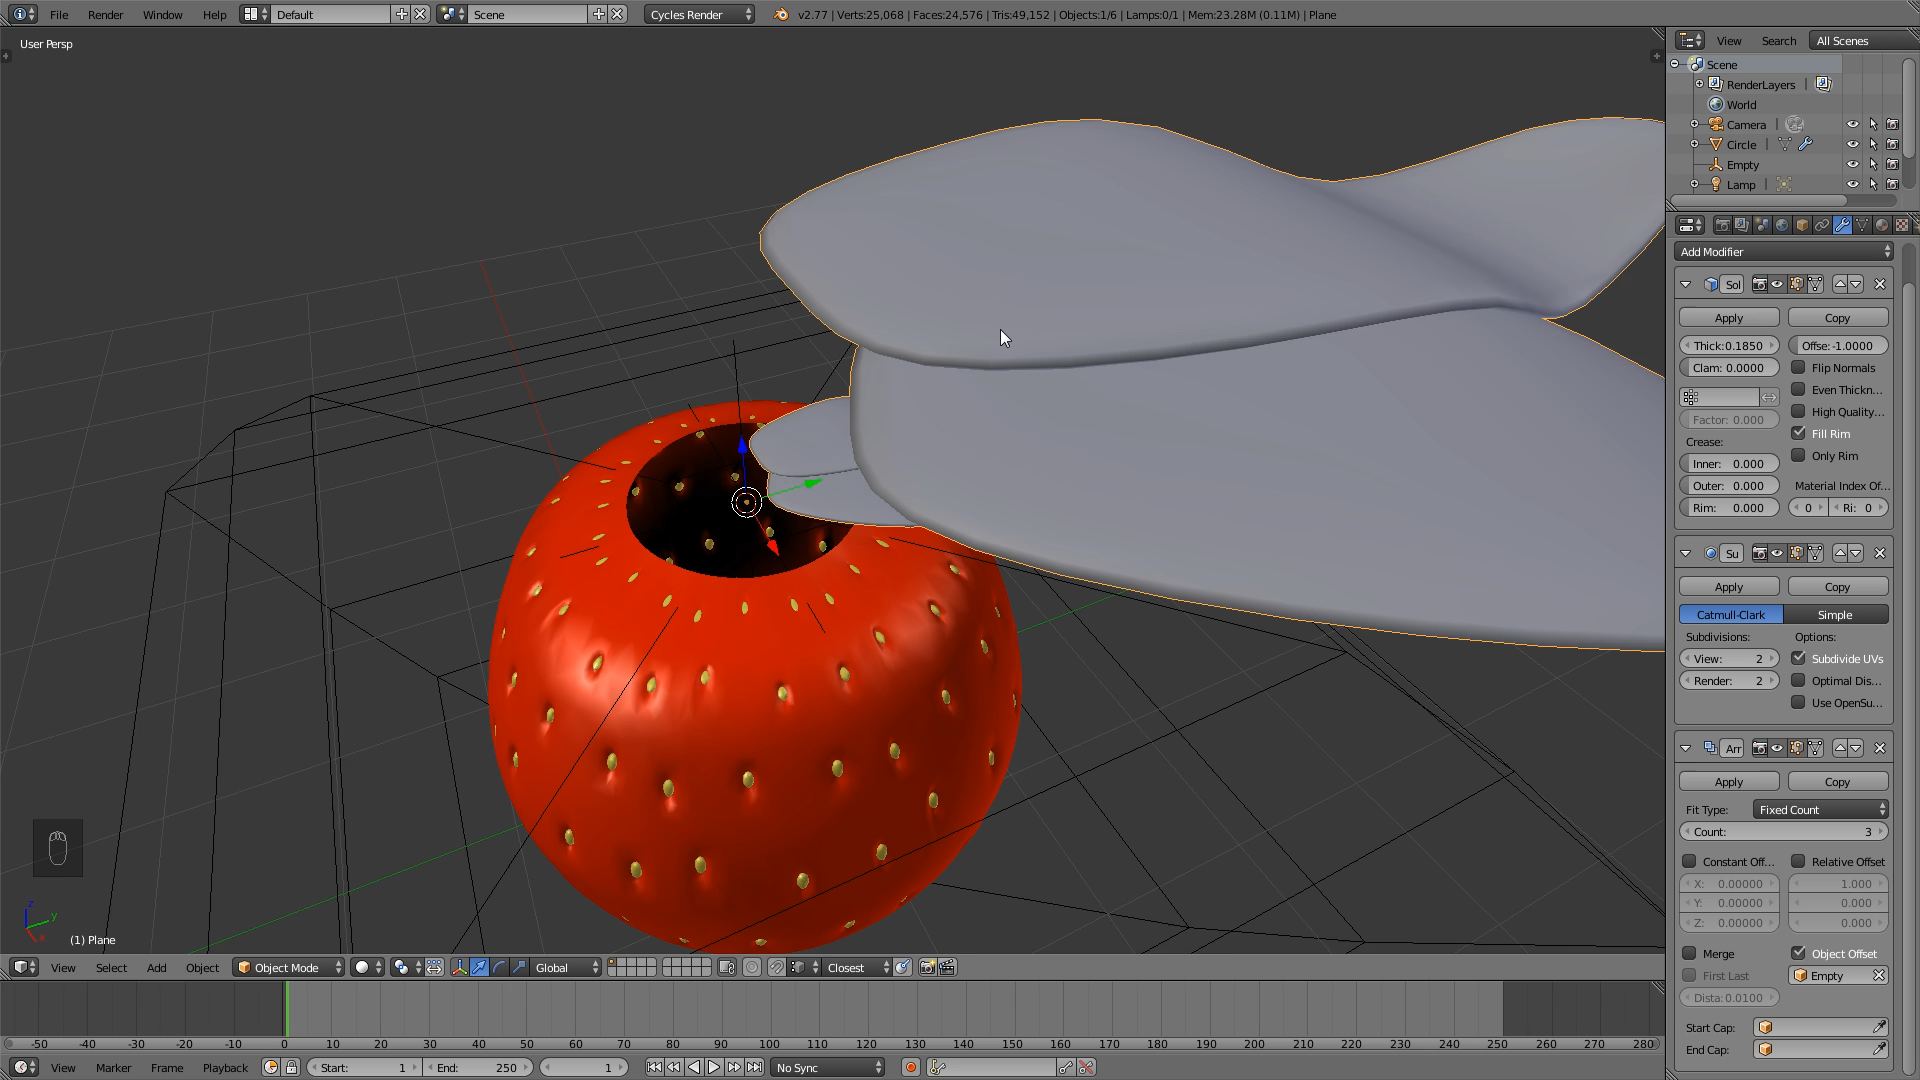 File Render Window Help Default Scene Cycles Render v2.77 | Verts:25,068 | Faces:24,576 | Tris:49,152 | Objects:1/6 | Lamps:0/1 | Mem:23.28M (0.11M) | Plane
User Persp
View Search All Scenes
Scene
RenderLayers
World
Camera
Circle
Empty
Lamp
Add Modifier
Sol
Apply Copy
Thick:0.1850 Offse:-1.0000
Clam: 0.0000 Flip Normals
Even Thickn...
High Quality...
Factor: 0.000
Fill Rim
Crease:
Only Rim
Inner: 0.000
Outer: 0.000 Material Index Of...
Rim: 0.000 0 Ri: 0
Su
Apply Copy
Catmull-Clark Simple
Subdivisions: Options:
View: 2 Subdivide UVs
Render: 2 Optimal Dis...
Use OpenSu...
Arr
Apply Copy
Fit Type: Fixed Count
Count: 3
Constant Off... Relative Offset
X: 0.00000 1.000
Y: 0.00000 0.000
Z: 0.00000 0.000
Merge Object Offset
First Last Empty
Dista: 0.0100
Start Cap:
End Cap:
z
y
x
(1) Plane
View Select Add Object Object Mode Global Closest
-50 -40 -30 -20 -10 0 10 20 30 40 50 60 70 80 90 100 110 120 130 140 150 160 170 180 190 200 210 220 230 240 250 260 270 280
View Marker Frame Playback Start: 1 End: 250 1 No Sync